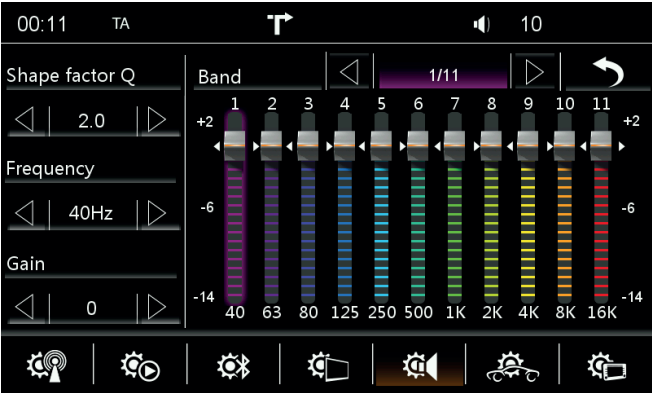 00:11 TA 10
Shape factor Q
2.0
Frequency
40Hz
Gain
0
Band 1/11
1 2 3 4 5 6 7 8 9 10 11
+2 +2
-6 -6
-14 -14
40 63 80 125 250 500 1K 2K 4K 8K 16K